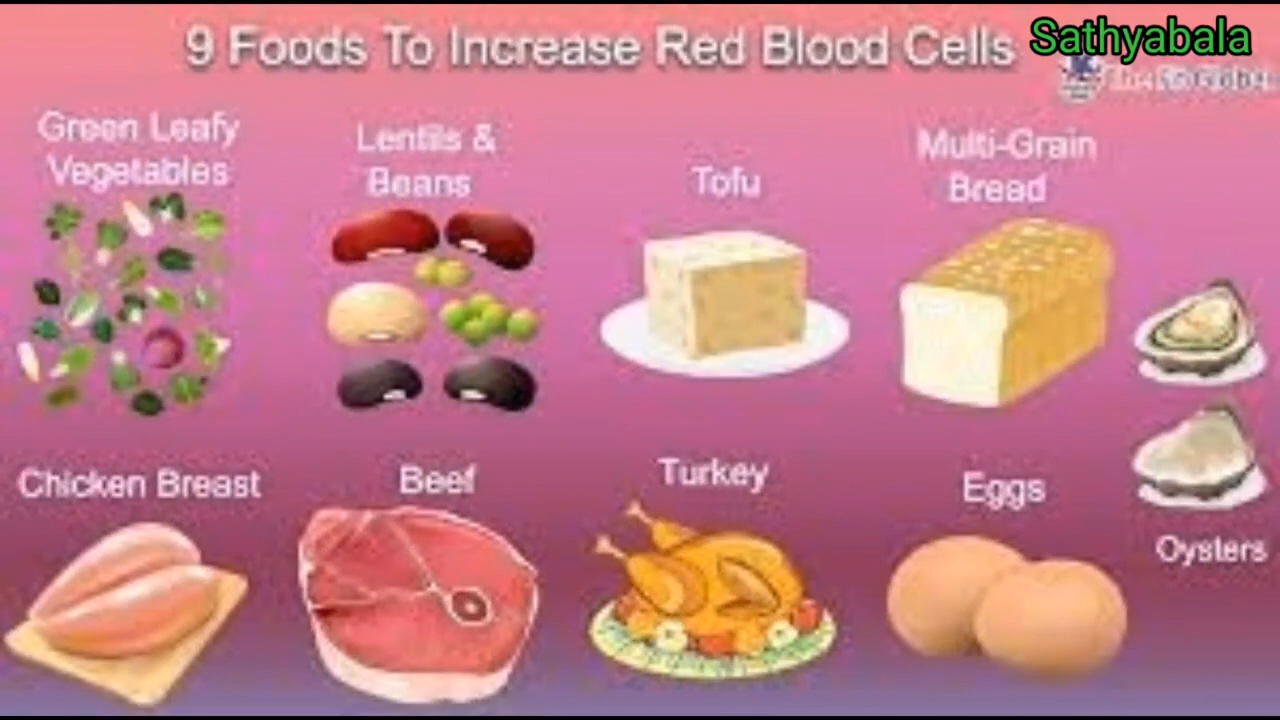 9 Foods To Increase Red Blood Cells
Sathyabala
Green Leafy
Vegetables
Lentils &
Beans
Tofu
Multi-Grain
Bread
Chicken Breast
Beef
Turkey
Eggs
Oysters